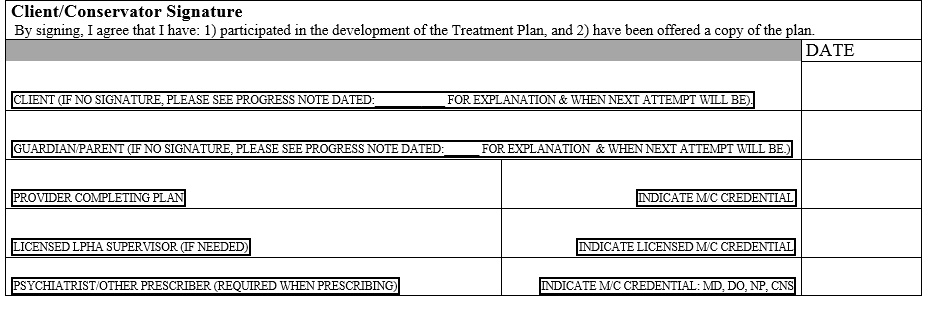 Client/Conservator Signature
By signing, I agree that I have: 1) participated in the development of the Treatment Plan, and 2) have been offered a copy of the plan.
DATE
CLIENT (IF NO SIGNATURE, PLEASE SEE PROGRESS NOTE DATED:___________ FOR EXPLANATION & WHEN NEXT ATTEMPT WILL BE).
GUARDIAN/PARENT (IF NO SIGNATURE, PLEASE SEE PROGRESS NOTE DATED:_____ FOR EXPLANATION & WHEN NEXT ATTEMPT WILL BE.)
PROVIDER COMPLETING PLAN INDICATE M/C CREDENTIAL
LICENSED LPHA SUPERVISOR (IF NEEDED) INDICATE LICENSED M/C CREDENTIAL
PSYCHIATRIST/OTHER PRESCRIBER (REQUIRED WHEN PRESCRIBING) INDICATE M/C CREDENTIAL: MD, DO, NP, CNS